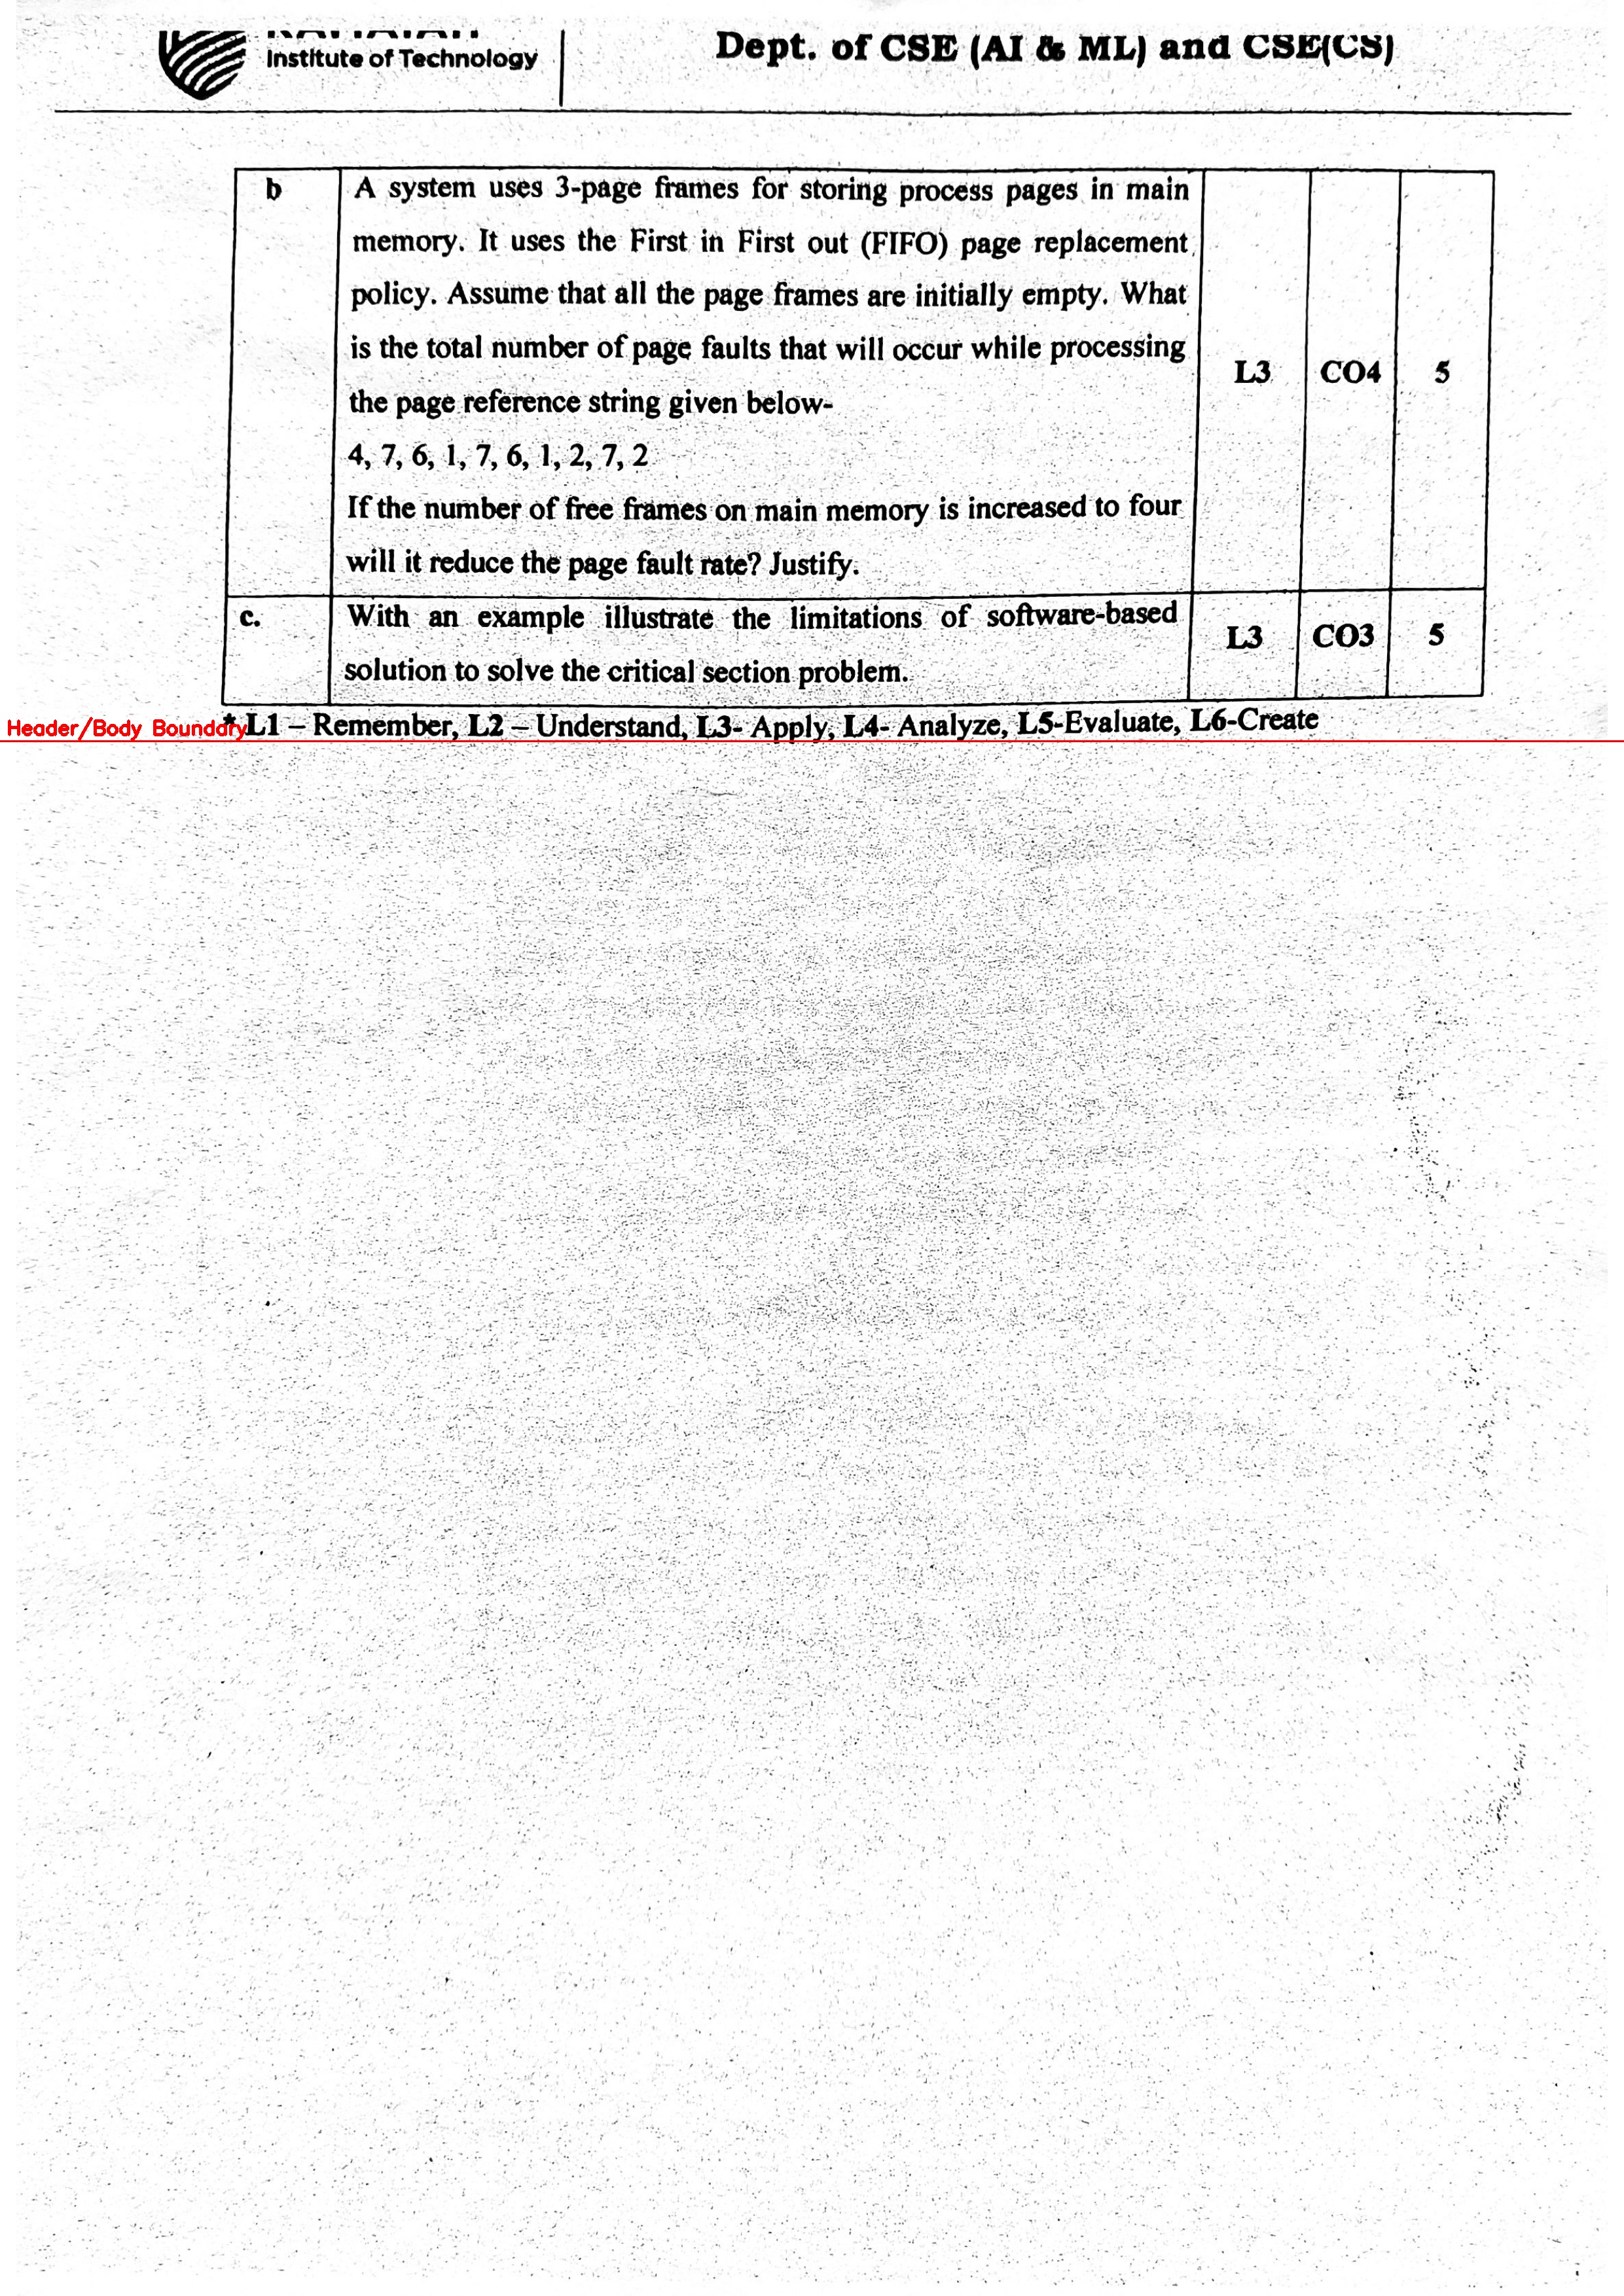 Institute of Technology
Dept. of CSE (AI & ML) and CSE(CS)
b
A system uses 3-page frames for storing process pages in main
memory. It uses the First in First out (FIFO) page replacement
policy. Assume that all the page frames are initially empty. What
is the total number of page faults that will occur while processing
the page reference string given below-
4, 7, 6, 1, 7, 6, 1, 2, 7, 2
If the number of free frames on main memory is increased to four
will it reduce the page fault rate? Justify.
L3 CO4 5
c.
With an example illustrate the limitations of software-based
solution to solve the critical section problem.
L3 CO3 5
Header/Body Boundary
* L1 – Remember, L2 – Understand, L3- Apply, L4- Analyze, L5-Evaluate, L6-Create